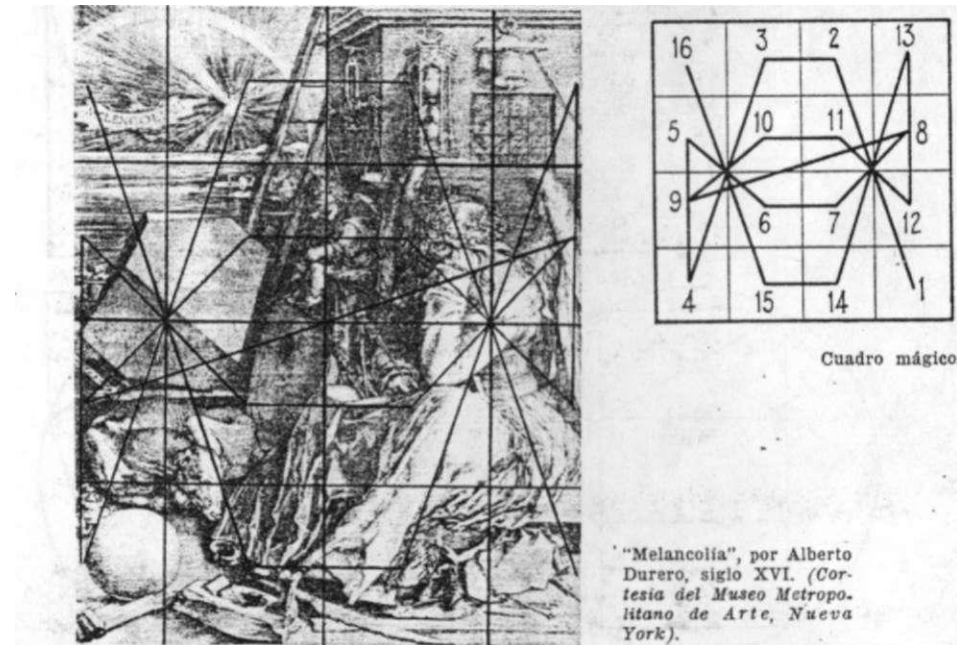 16 3 2 13
5 10 11 8
9 6 7 12
4 15 14 1
Cuadro mágico
"Melancolía", por Alberto
Durero, siglo XVI. (Cor-
tesia del Museo Metropo-
litano de Arte, Nueva
York).